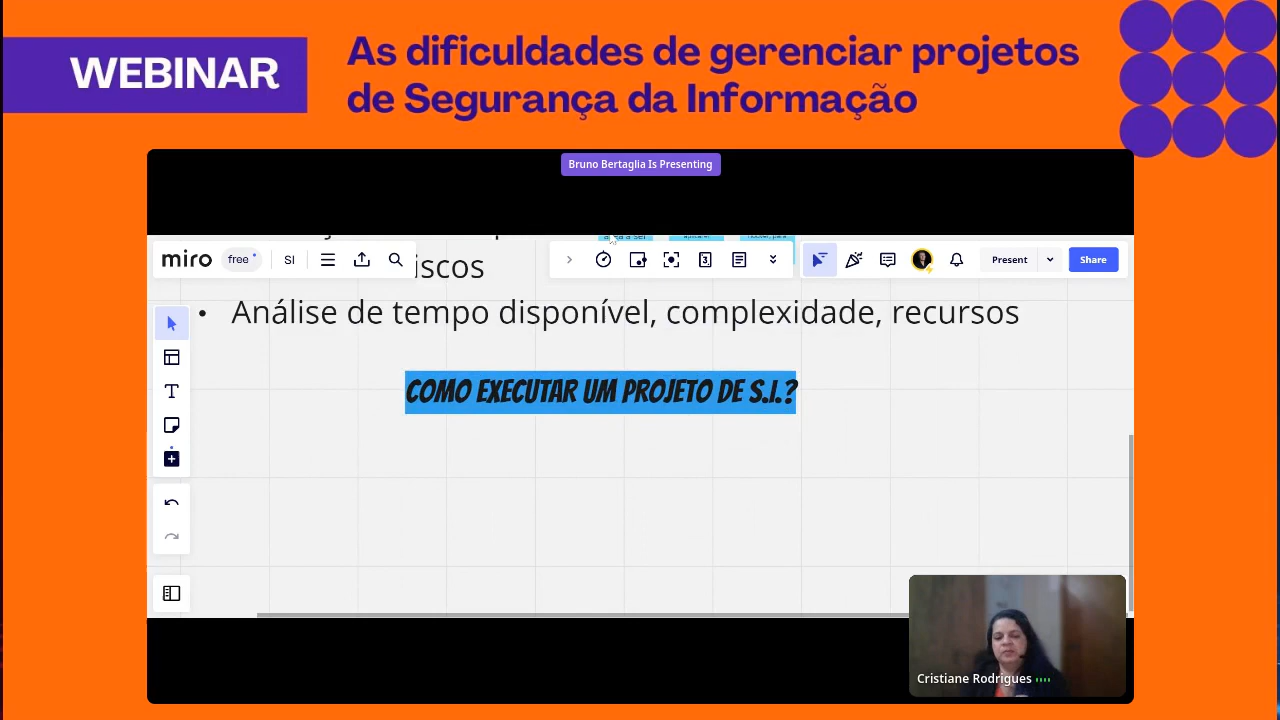 WEBINAR
As dificuldades de gerenciar projetos
de Segurança da Informação
Bruno Bertaglia Is Presenting
miro free SI
Present
Share
iscos
• Análise de tempo disponível, complexidade, recursos
COMO EXECUTAR UM PROJETO DE S.I.?
Cristiane Rodrigues